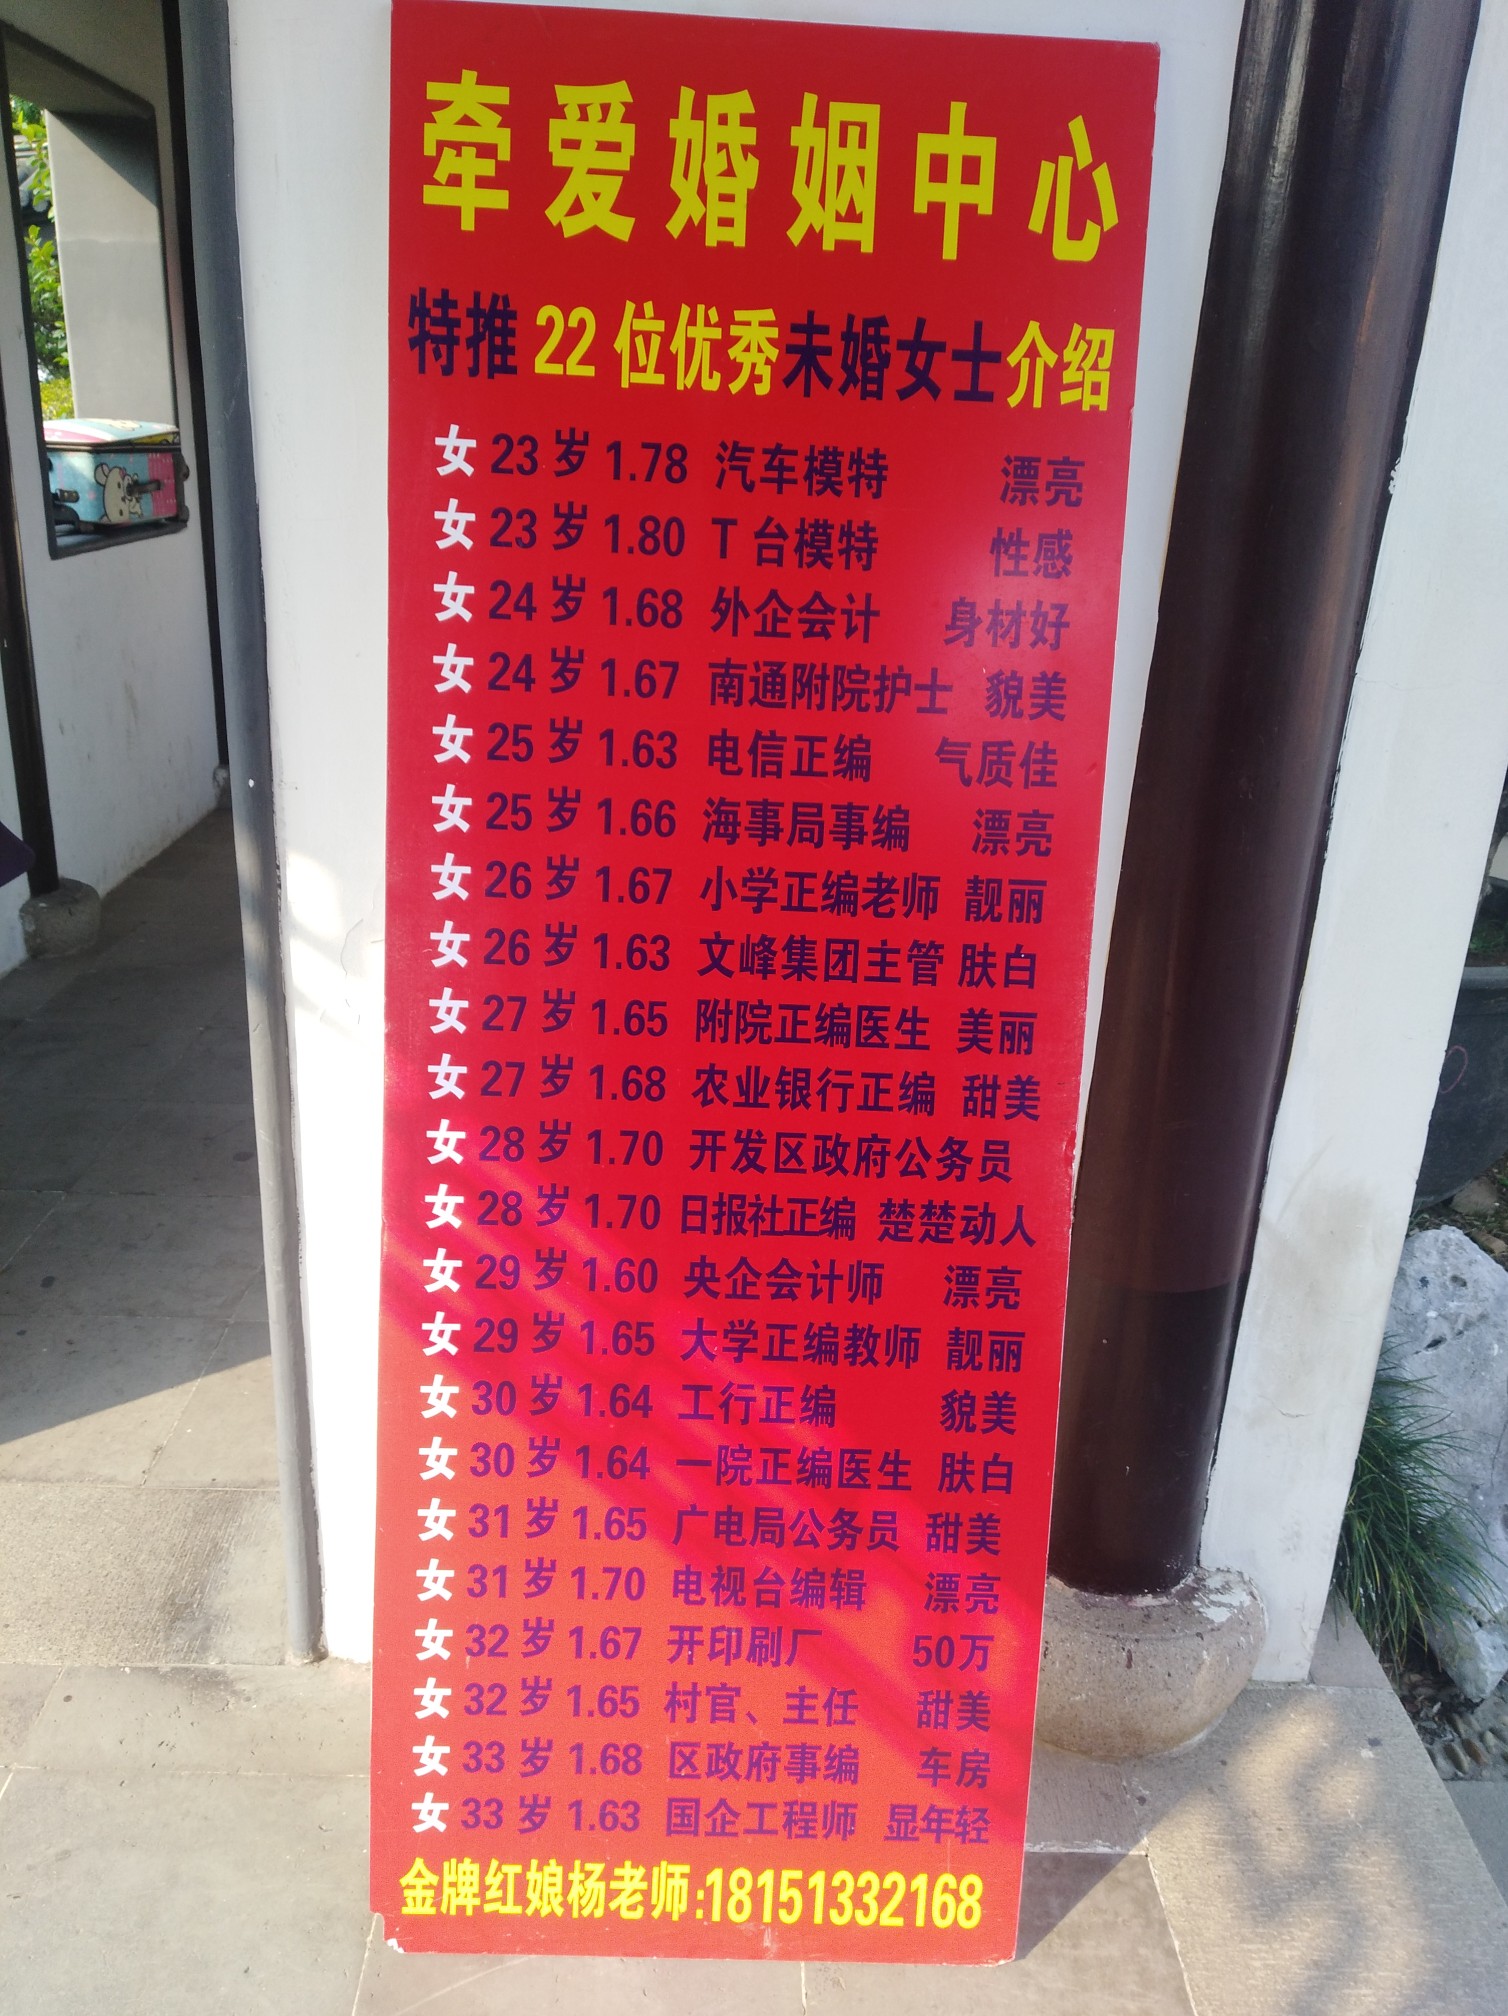 牵爱婚姻中心
特推22位优秀未婚女士介绍
女 23岁 1.78 汽车模特 漂亮
女 23岁 1.80 T台模特 性感
女 24岁 1.68 外企会计 身材好
女 24岁 1.67 南通附院护士 貌美
女 25岁 1.63 电信正编 气质佳
女 25岁 1.66 海事局事编 漂亮
女 26岁 1.67 小学正编老师 靓丽
女 26岁 1.63 文峰集团主管 肤白
女 27岁 1.65 附院正编医生 美丽
女 27岁 1.68 农业银行正编 甜美
女 28岁 1.70 开发区政府公务员
女 28岁 1.70 日报社正编 楚楚动人
女 29岁 1.60 央企会计师 漂亮
女 29岁 1.65 大学正编教师 靓丽
女 30岁 1.64 工行正编 貌美
女 30岁 1.64 一院正编医生 肤白
女 31岁 1.65 广电局公务员 甜美
女 31岁 1.70 电视台编辑 漂亮
女 32岁 1.67 开印刷厂 50万
女 32岁 1.65 村官、主任 甜美
女 33岁 1.68 区政府事编 车房
女 33岁 1.63 国企工程师 显年轻
金牌红娘杨老师:18151332168